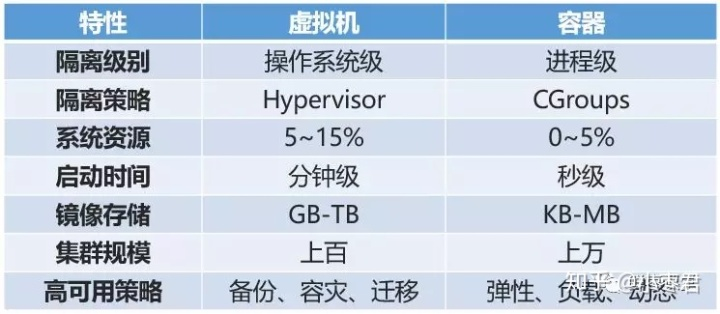 特性 虚拟机 容器
隔离级别 操作系统级 进程级
隔离策略 Hypervisor CGroups
系统资源 5~15% 0~5%
启动时间 分钟级 秒级
镜像存储 GB-TB KB-MB
集群规模 上百 上万
高可用策略 备份、容灾、迁移 弹性、负载、动态
知乎
枣君